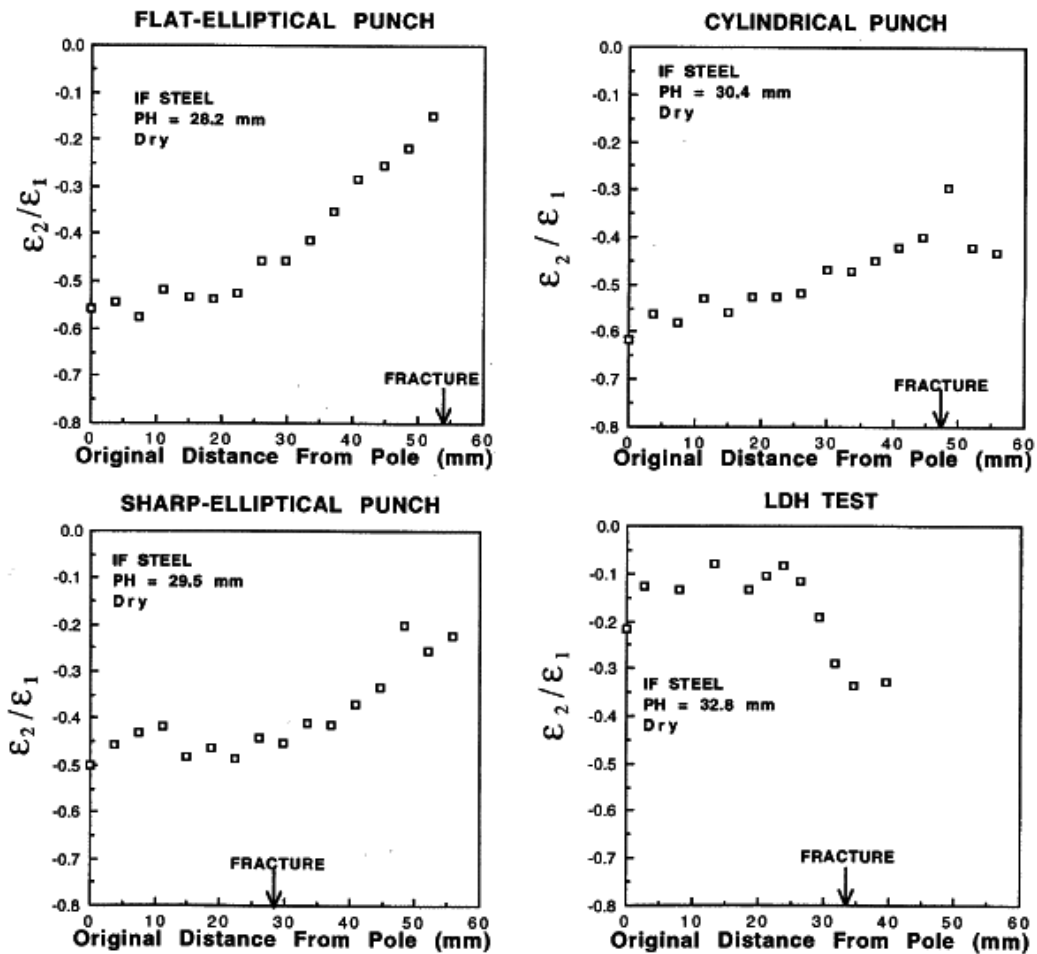 FLAT-ELLIPTICAL PUNCH
0.0
-0.1
-0.2
-0.3
-0.4
-0.5
-0.6
-0.7
-0.8
ε2/ε1
IF STEEL
PH = 28.2 mm
Dry
FRACTURE
0 10 20 30 40 50 60
Original Distance From Pole (mm)
CYLINDRICAL PUNCH
0.0
-0.1
-0.2
-0.3
-0.4
-0.5
-0.6
-0.7
-0.8
ε2/ε1
IF STEEL
PH = 30.4 mm
Dry
FRACTURE
0 10 20 30 40 50 60
Original Distance From Pole (mm)
SHARP-ELLIPTICAL PUNCH
0.0
-0.1
-0.2
-0.3
-0.4
-0.5
-0.6
-0.7
-0.8
ε2/ε1
IF STEEL
PH = 29.5 mm
Dry
FRACTURE
0 10 20 30 40 50 60
Original Distance From Pole (mm)
LDH TEST
0.0
-0.1
-0.2
-0.3
-0.4
-0.5
-0.6
-0.7
-0.8
ε2/ε1
IF STEEL
PH = 32.8 mm
Dry
FRACTURE
0 10 20 30 40 50 60
Original Distance From Pole (mm)